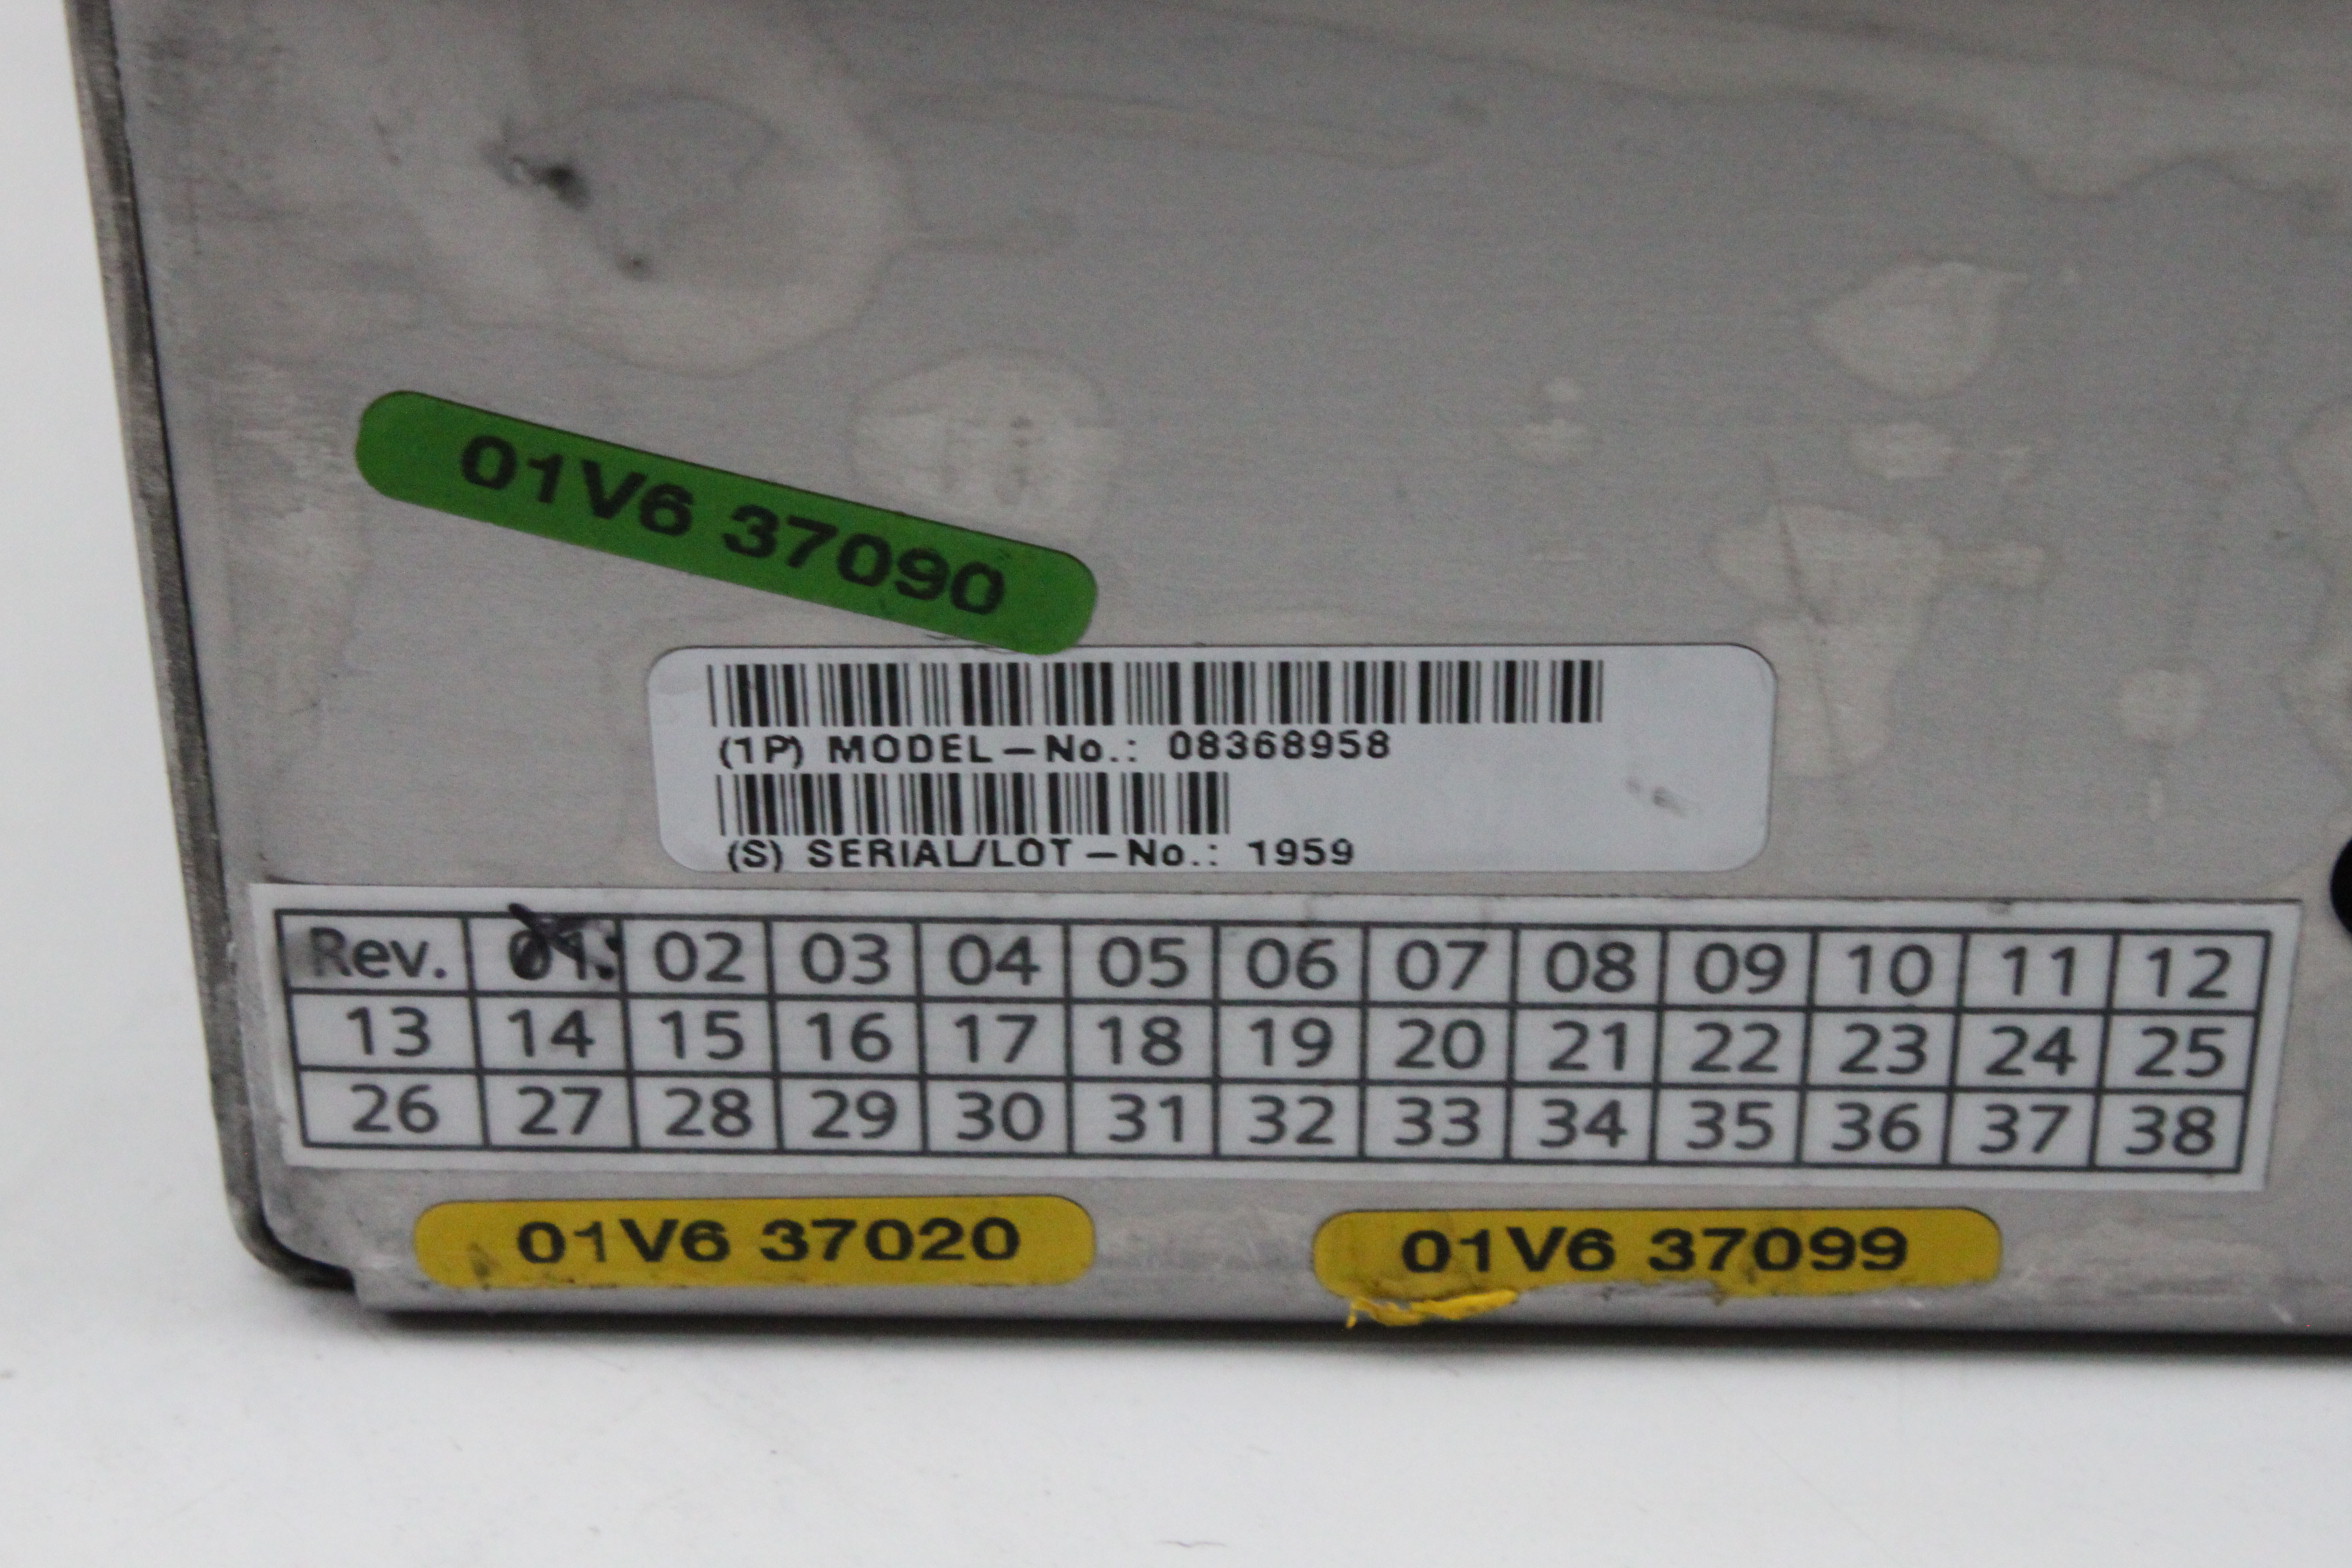 01V6 37090
(1P) MODEL-No.: 08368958
(S) SERIAL/LOT-No.: 1959
Rev. 01 02 03 04 05 06 07 08 09 10 11 12
13 14 15 16 17 18 19 20 21 22 23 24 25
26 27 28 29 30 31 32 33 34 35 36 37 38
01V6 37020 01V6 37099